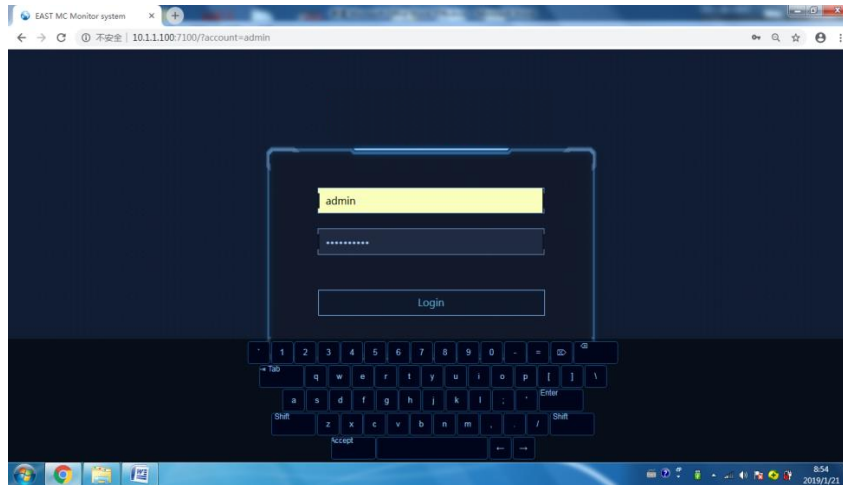 EAST MC Monitor system
不安全 | 10.1.1.100:7100/?account=admin
admin
••••••••••
Login
` 1 2 3 4 5 6 7 8 9 0 - =
Tab q w e r t y u i o p [ ] \
a s d f g h j k l ; ' Enter
Shift z x c v b n m , . / Shift
Accept ← →
8:54
2019/1/21